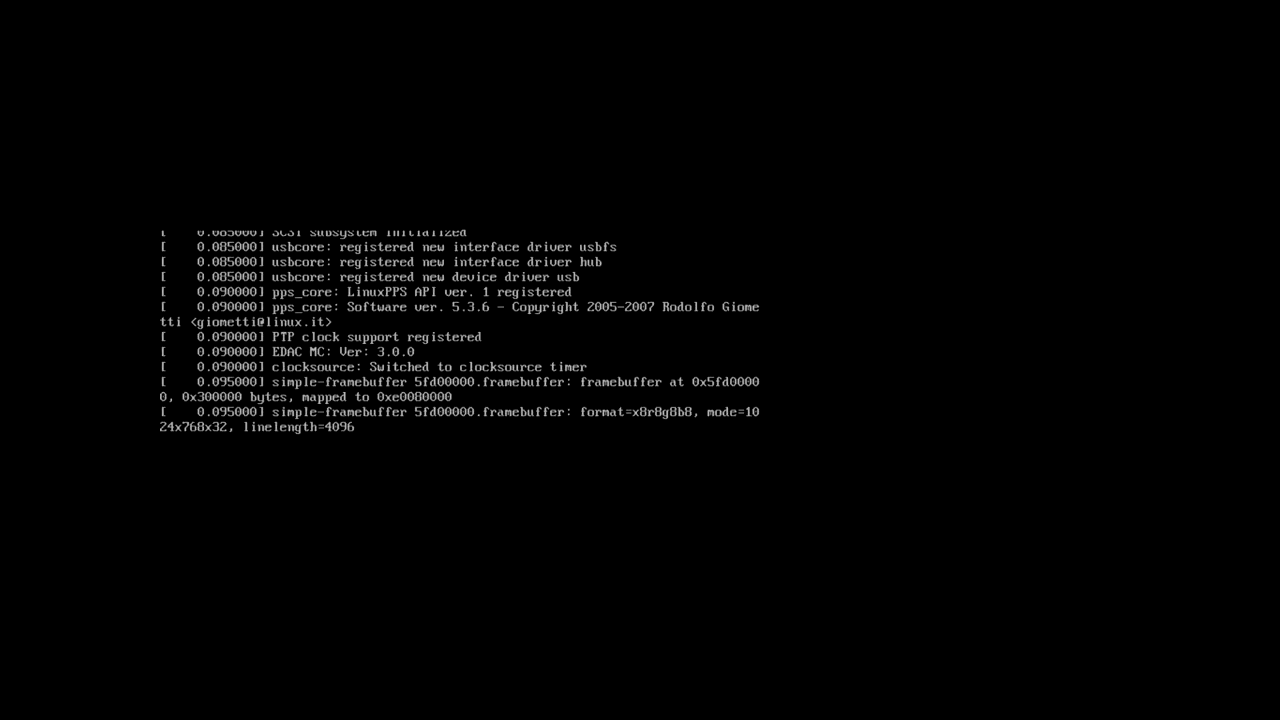 [    0.085000] SCSI subsystem initialized
[    0.085000] usbcore: registered new interface driver usbfs
[    0.085000] usbcore: registered new interface driver hub
[    0.085000] usbcore: registered new device driver usb
[    0.090000] pps_core: LinuxPPS API ver. 1 registered
[    0.090000] pps_core: Software ver. 5.3.6 - Copyright 2005-2007 Rodolfo Giome
tti <giometti@linux.it>
[    0.090000] PTP clock support registered
[    0.090000] EDAC MC: Ver: 3.0.0
[    0.090000] clocksource: Switched to clocksource timer
[    0.095000] simple-framebuffer 5fd00000.framebuffer: framebuffer at 0x5fd0000
0, 0x300000 bytes, mapped to 0xe0080000
[    0.095000] simple-framebuffer 5fd00000.framebuffer: format=x8r8g8b8, mode=10
24x768x32, linelength=4096